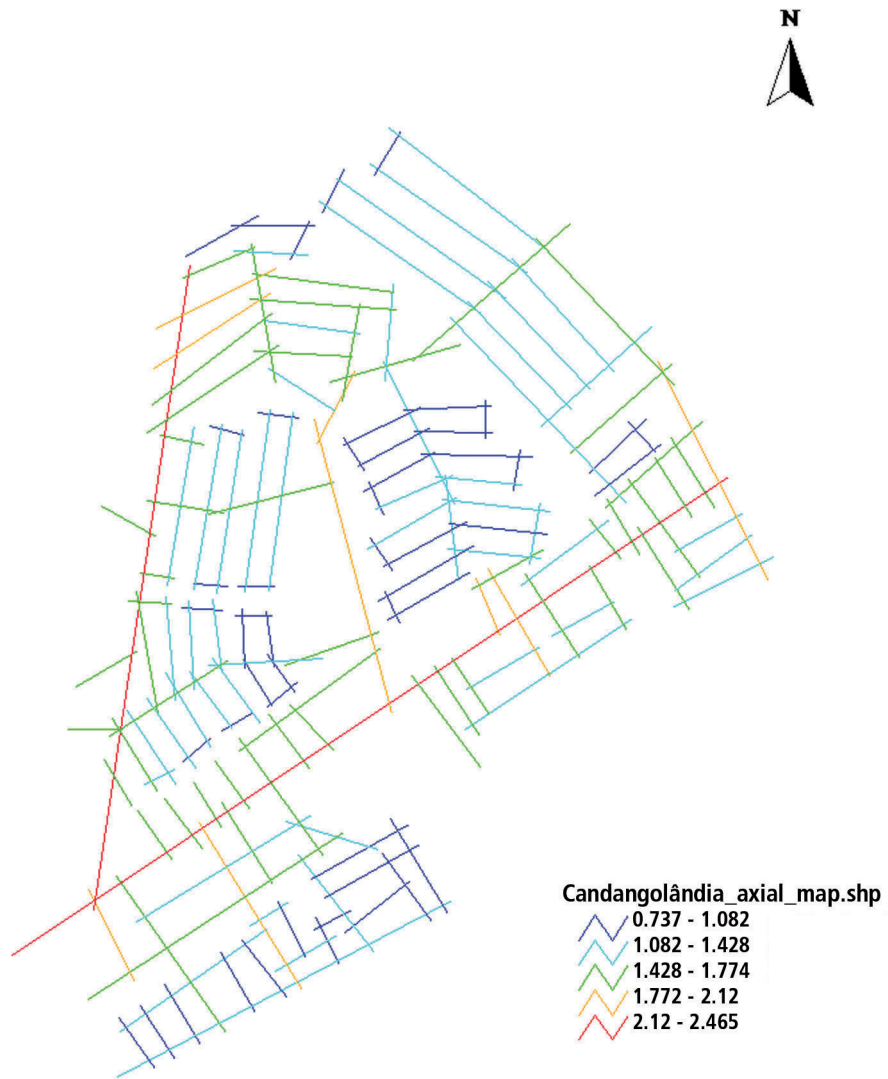 N
Candangolândia_axial_map.shp
0.737 - 1.082
1.082 - 1.428
1.428 - 1.774
1.772 - 2.12
2.12 - 2.465